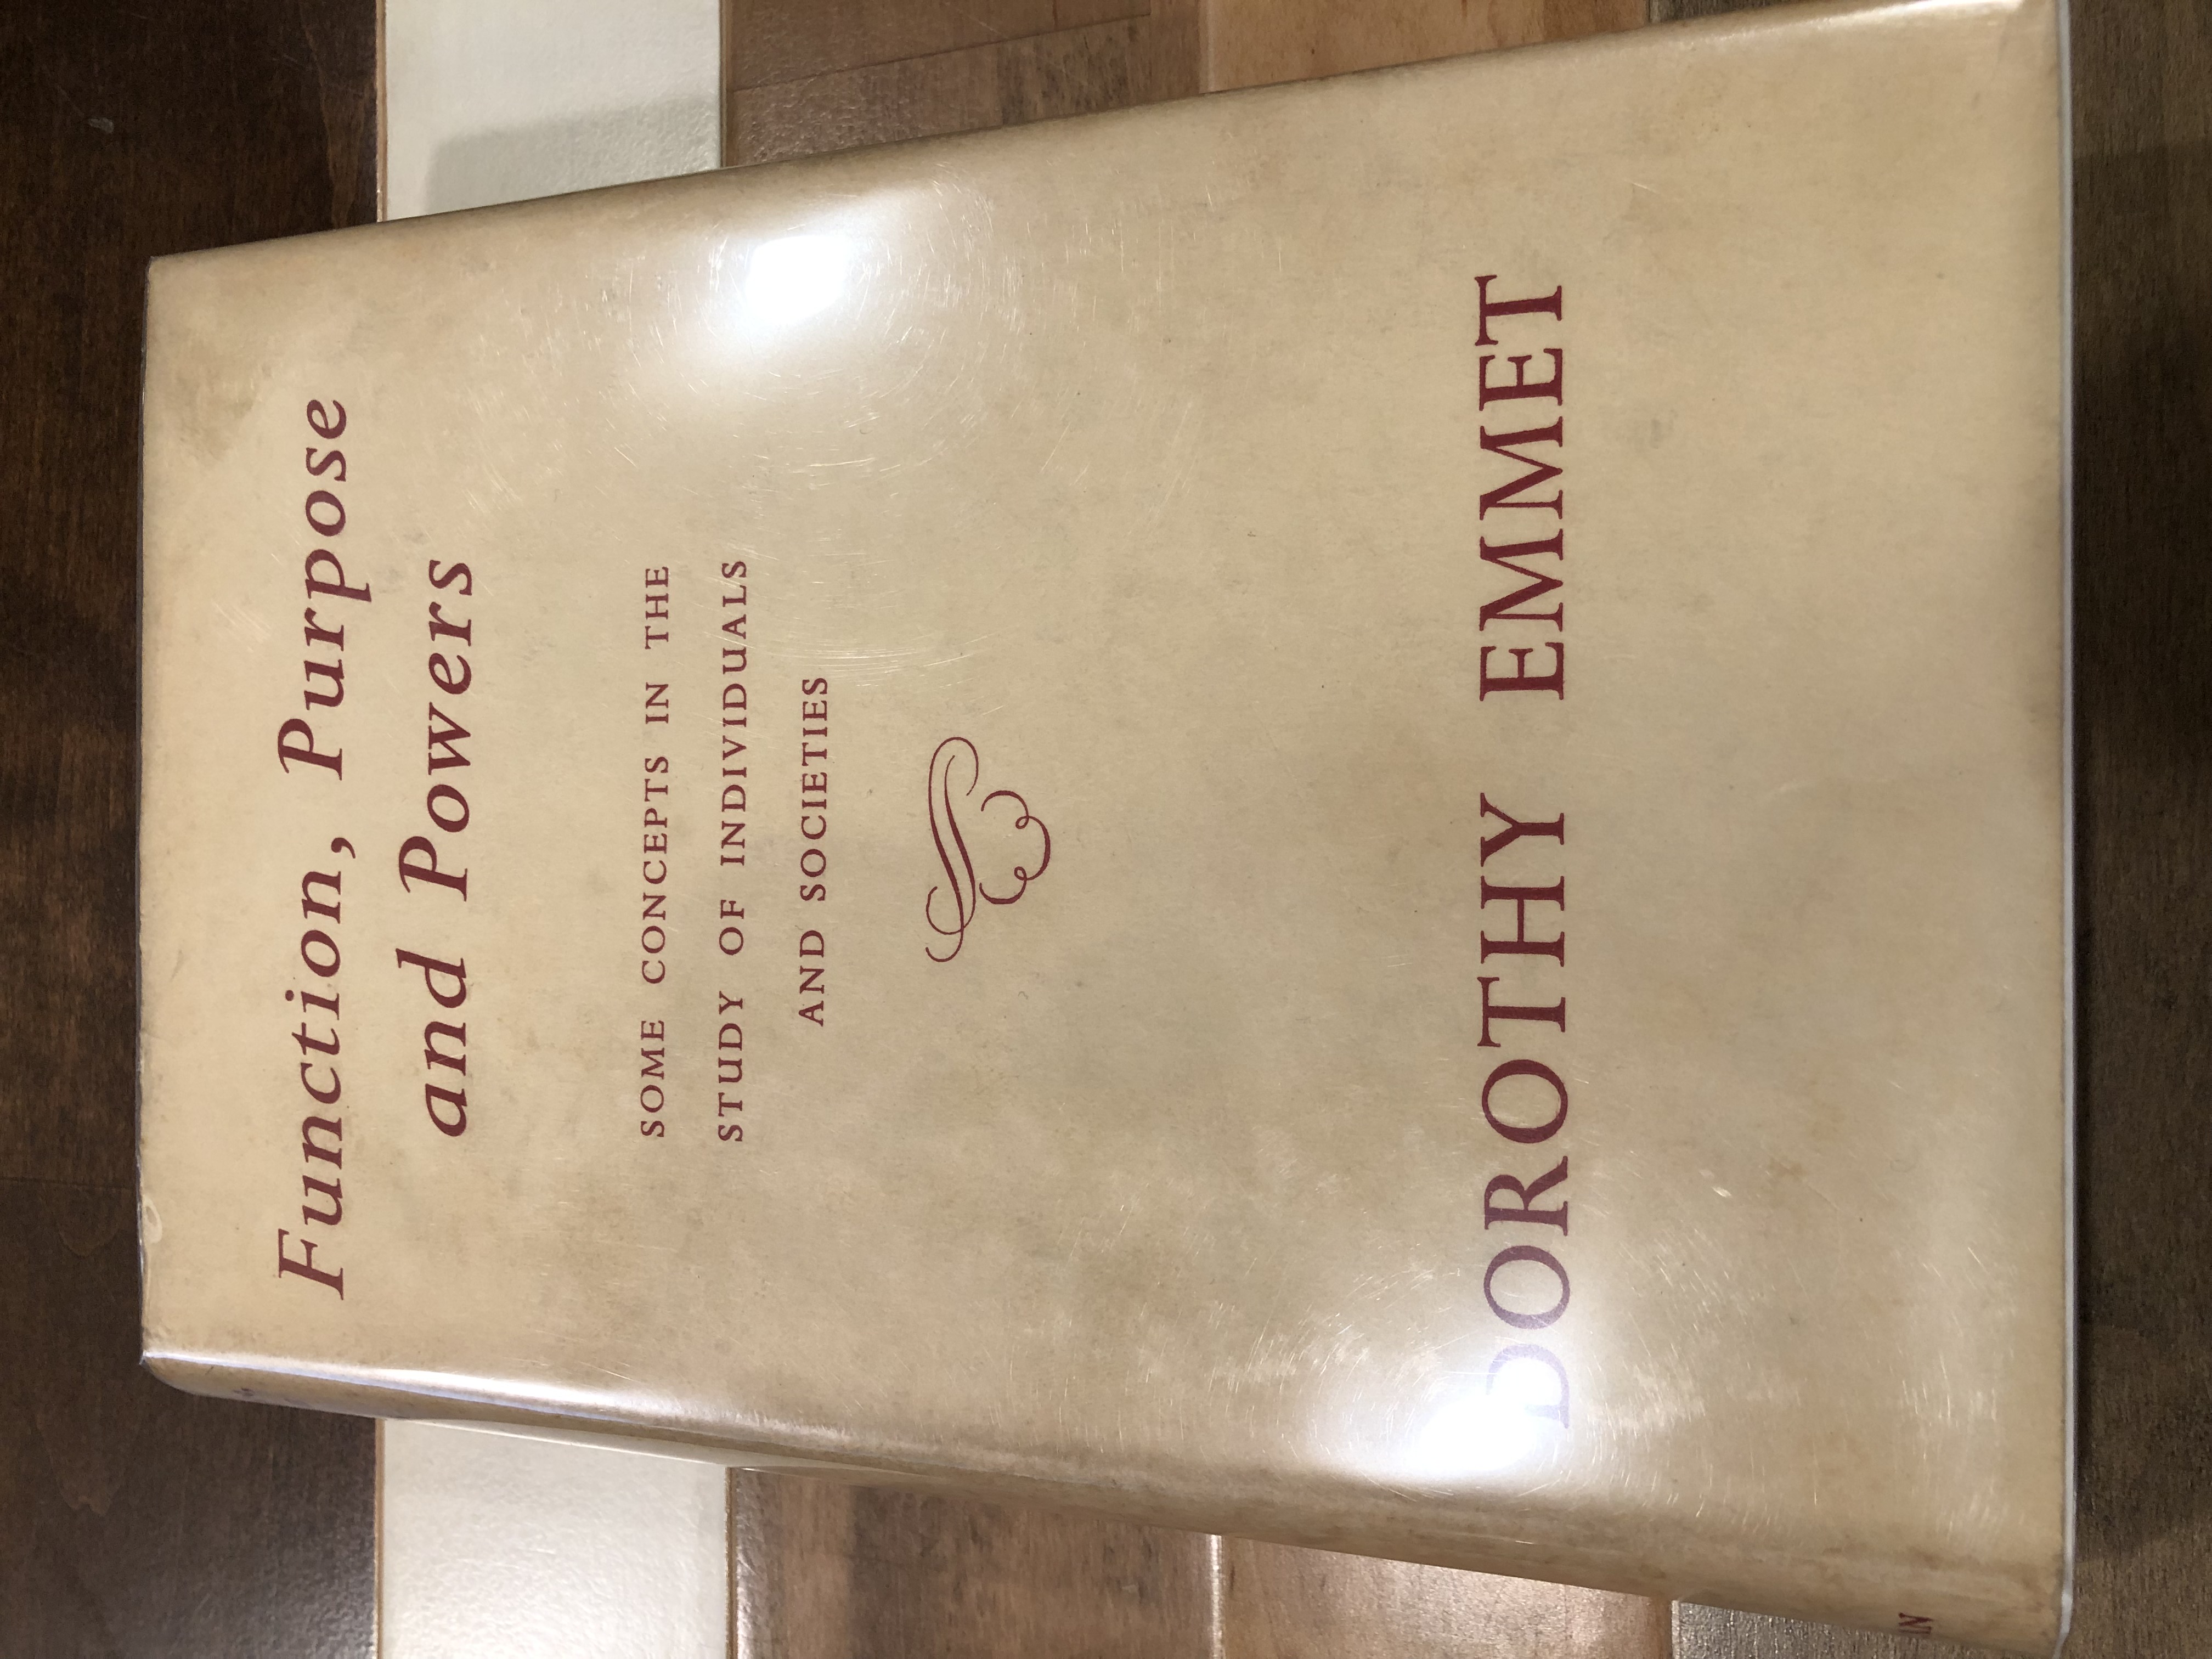 Function, Purpose
and Powers
SOME CONCEPTS IN THE
STUDY OF INDIVIDUALS
AND SOCIETIES
DOROTHY EMMET